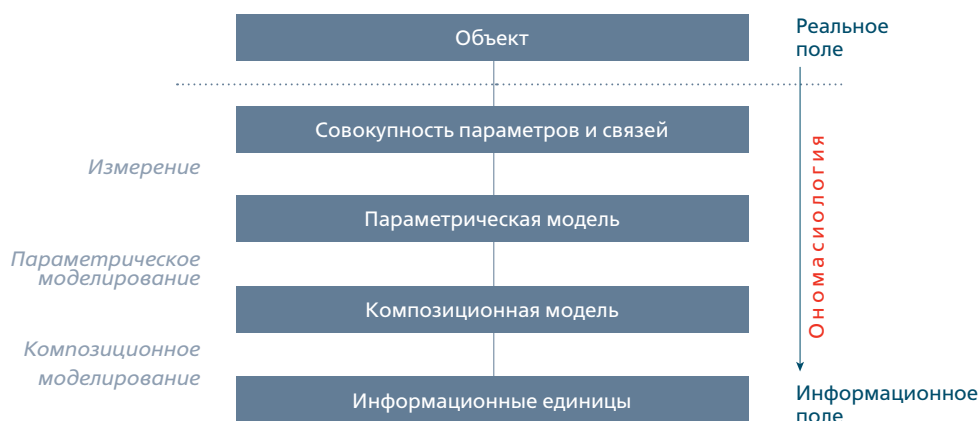 Объект
Реальное
поле
Совокупность параметров и связей
Измерение
Параметрическая модель
Ономасиология
Параметрическое
моделирование
Композиционная модель
Композиционное
моделирование
Информационные единицы
Информационное
поле